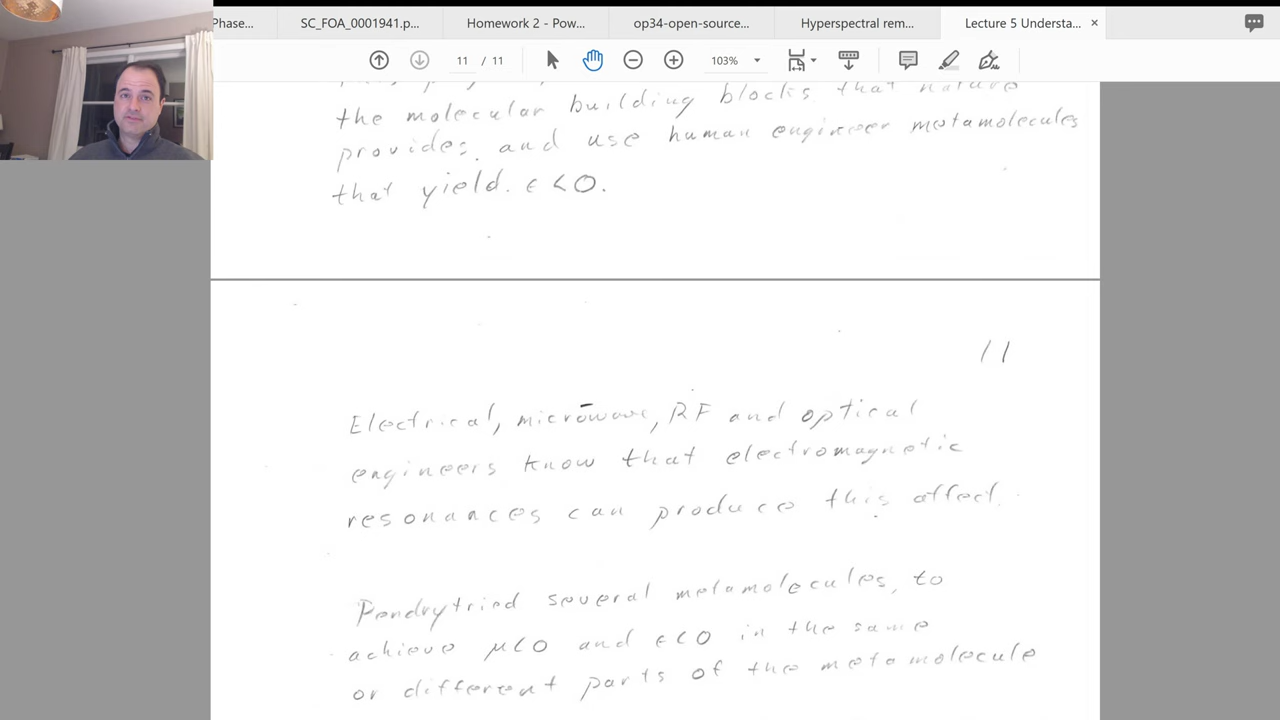 Phase...
SC_FOA_0001941.p...
Homework 2 - Pow...
op34-open-source...
Hyperspectral rem...
Lecture 5 Understa...
11 / 11
103%
the molecular building blocks that nature
provides, and use human engineer metamolecules
that yield. ϵ<0.
11
Electrical, microwave, RF and optical
engineers know that electromagnetic
resonances can produce this affect.
Pendry tried several metamolecules, to
achieve μ<0 and ϵ<0 in the same
or different parts of the metamolecule